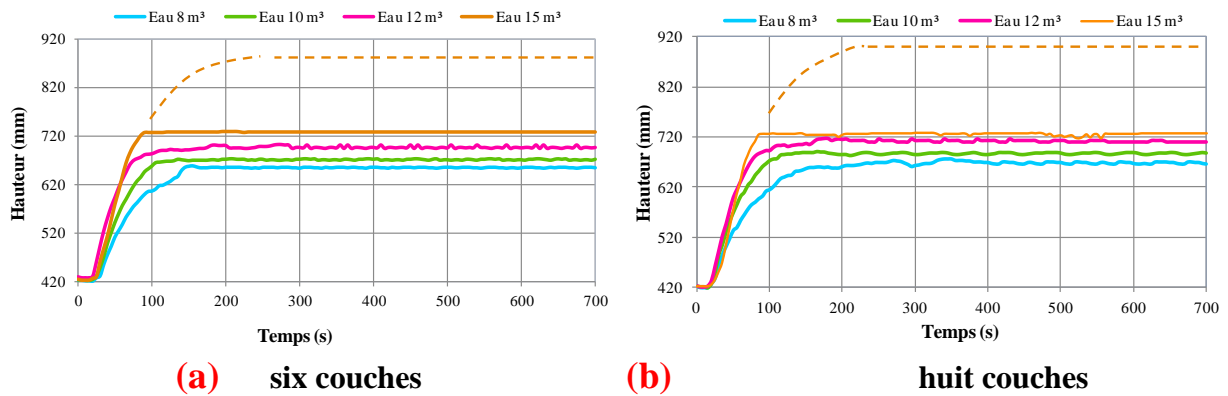 Eau 8 m³ Eau 10 m³ Eau 12 m³ Eau 15 m³
920
820
720
620
520
420
Hauteur (mm)
0 100 200 300 400 500 600 700
Temps (s)
(a) six couches
Eau 8 m³ Eau 10 m³ Eau 12 m³ Eau 15 m³
920
820
720
620
520
420
Hauteur (mm)
0 100 200 300 400 500 600 700
Temps (s)
(b) huit couches